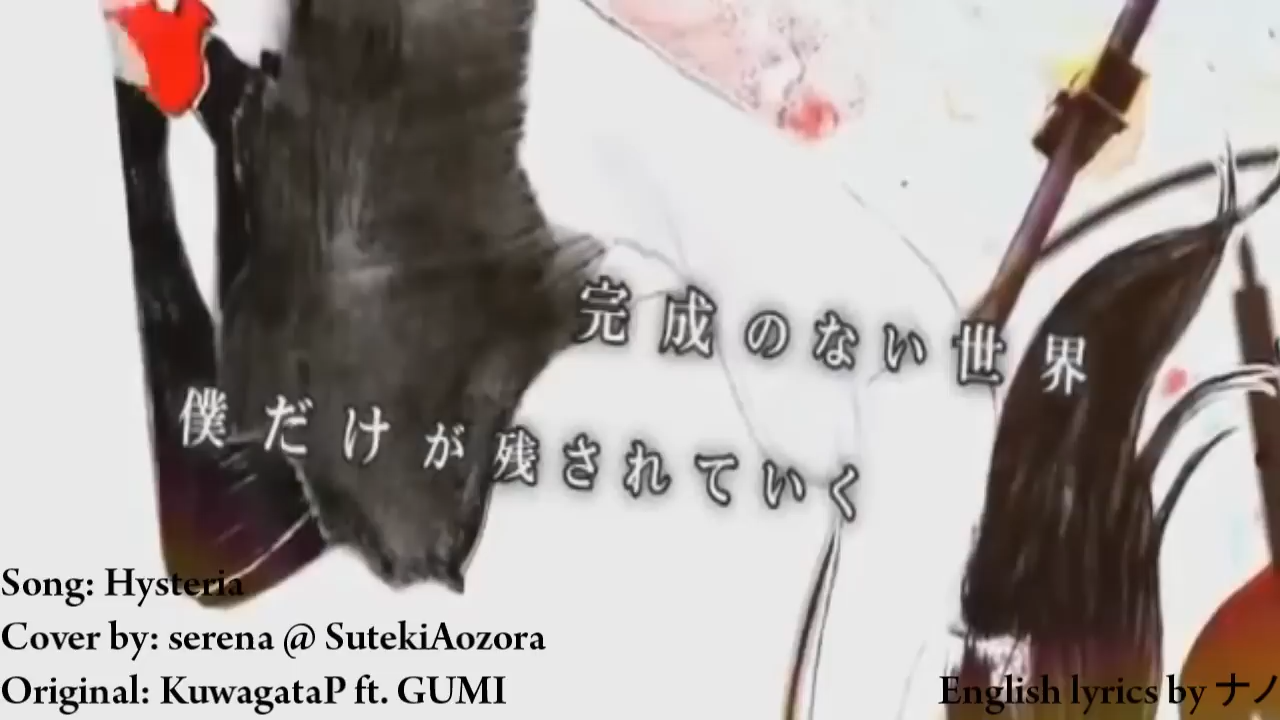 完成のない世界
僕だけが残されていく
Song: Hysteria
Cover by: serena @ SutekiAozora
Original: KuwagataP ft. GUMI
English lyrics by ナノ